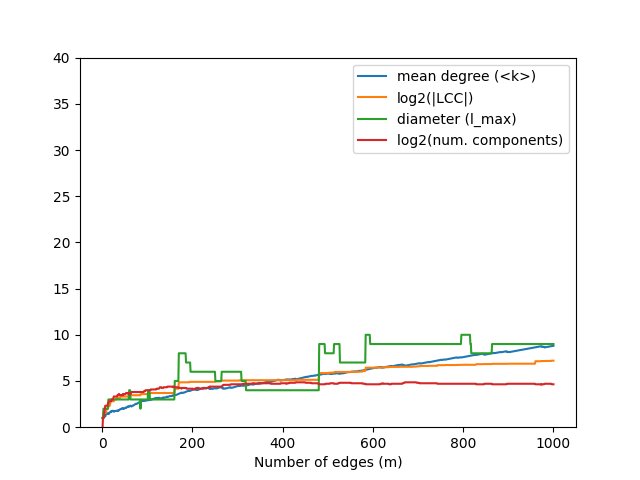 40
35
30
25
20
15
10
5
0
mean degree (<k>)
log2(|LCC|)
diameter (l_max)
log2(num. components)
0 200 400 600 800 1000
Number of edges (m)